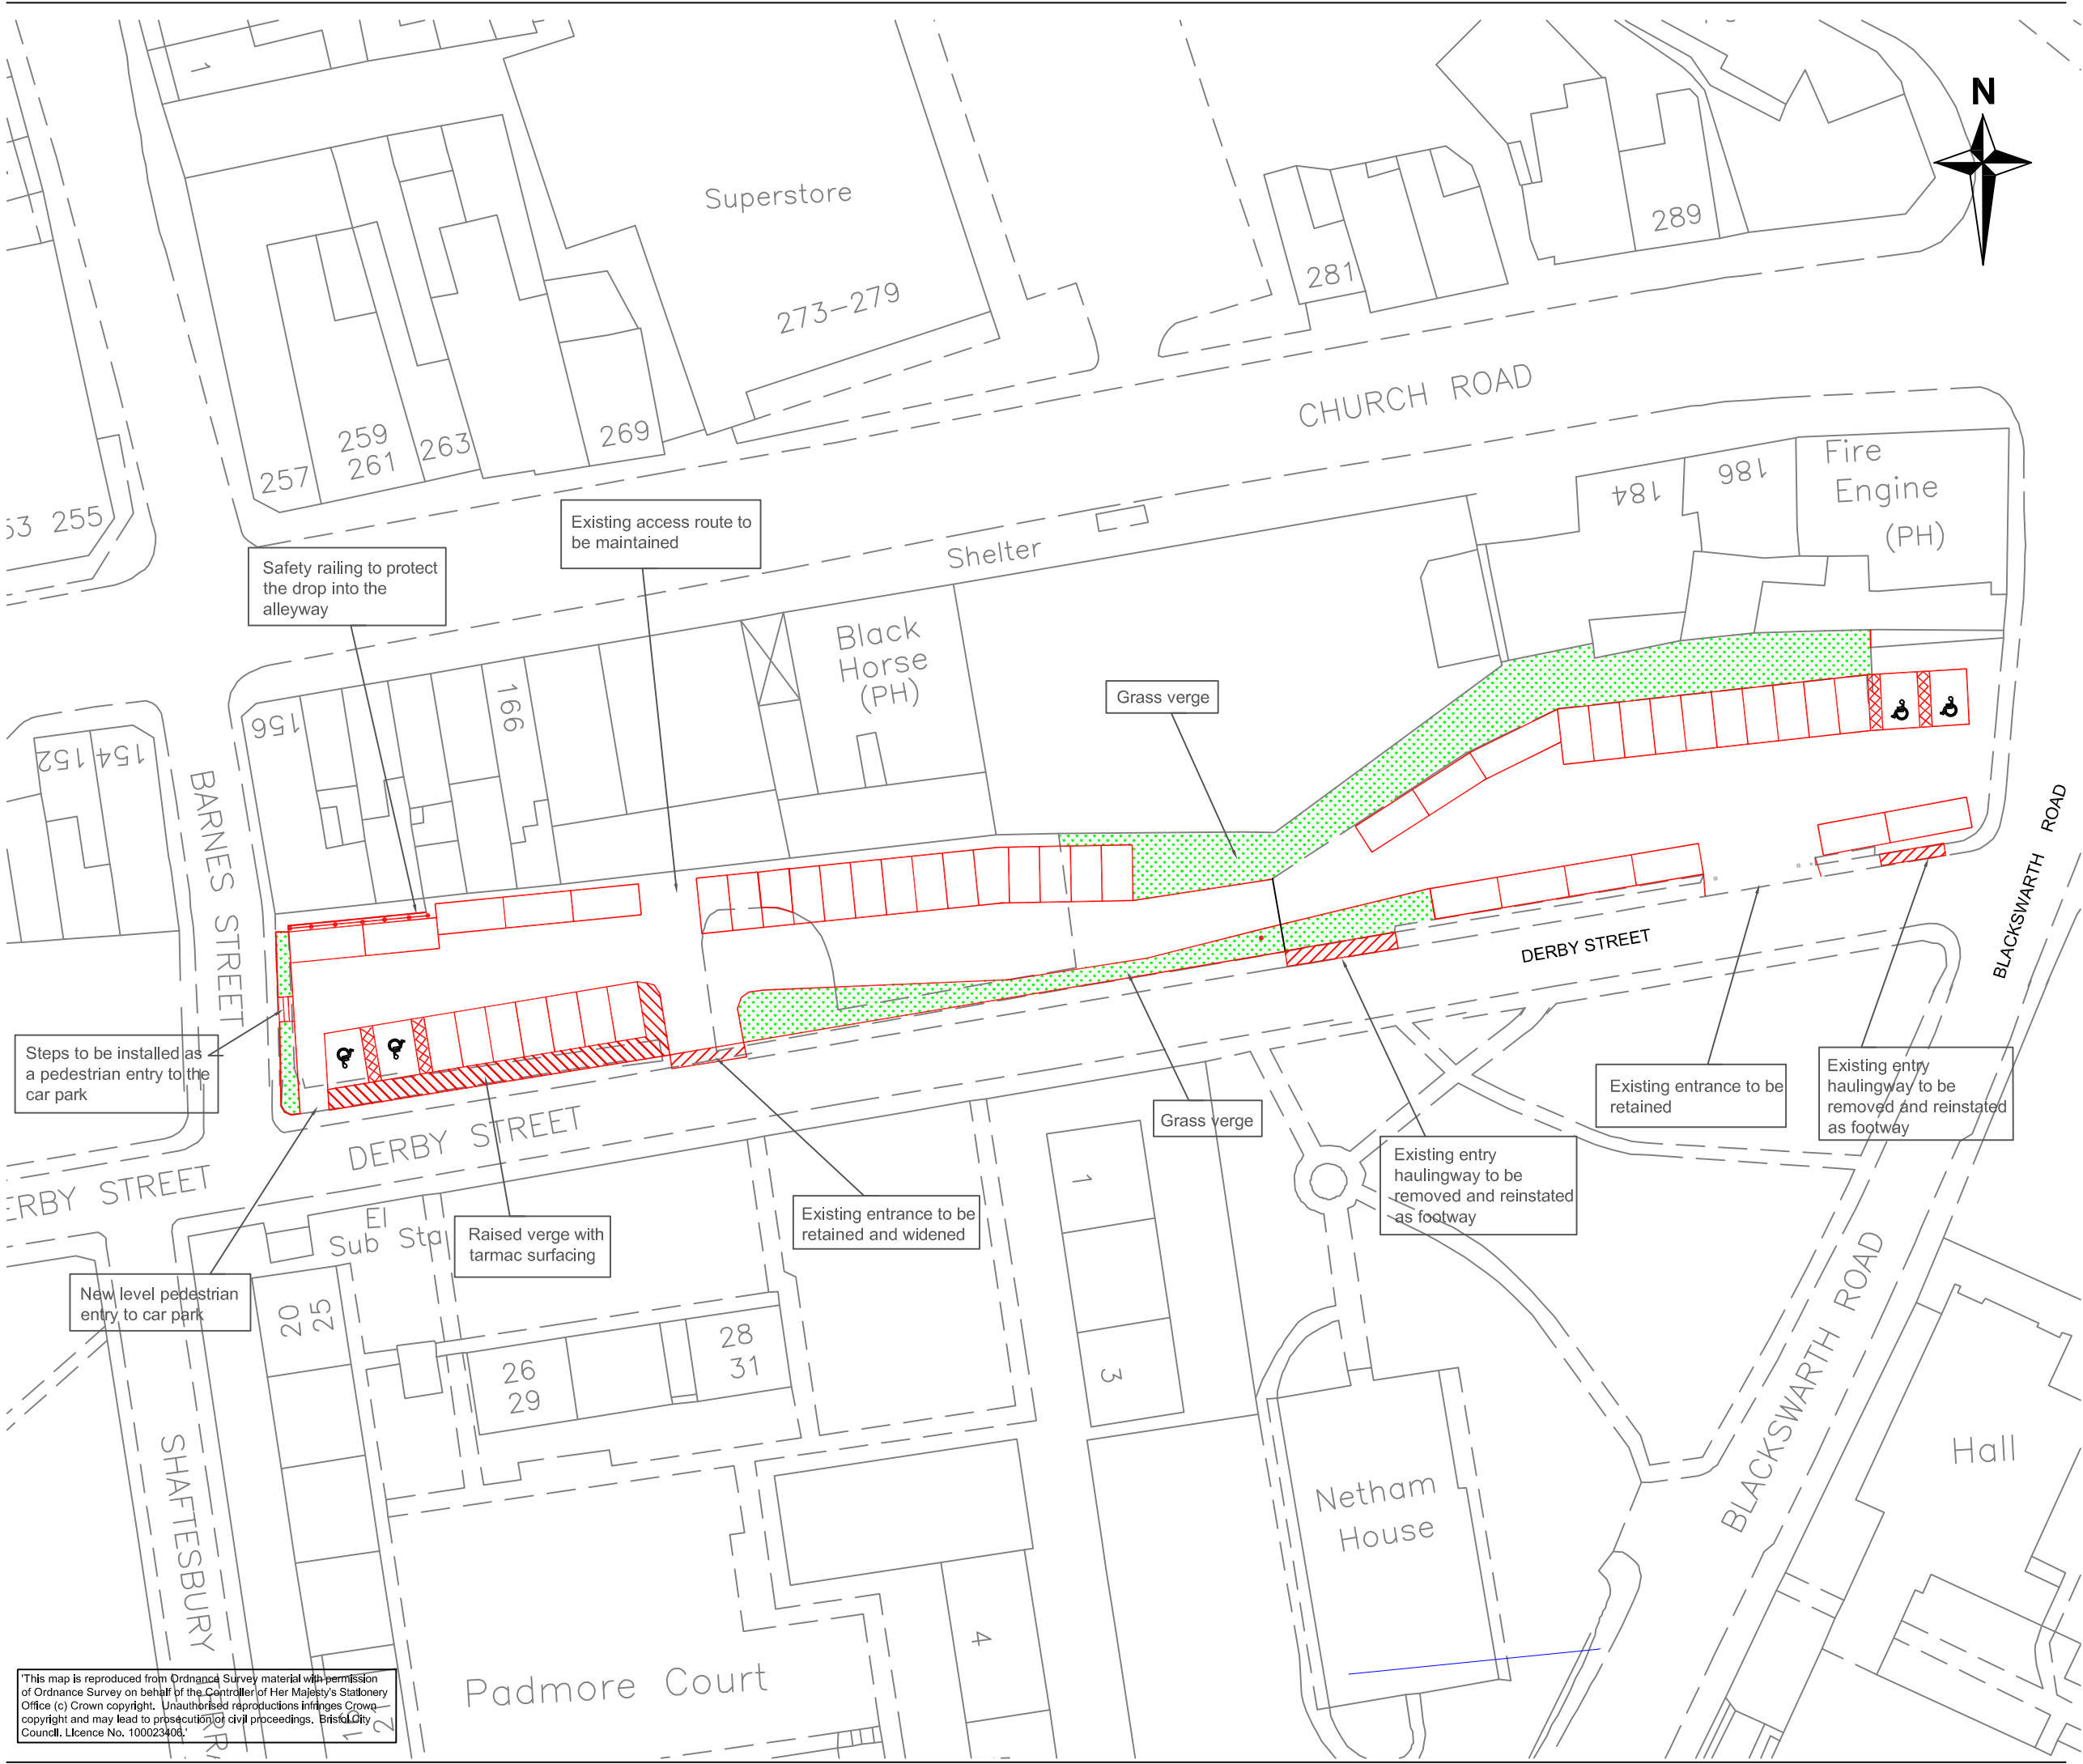 1
N
Superstore
289
281
273-279
CHURCH ROAD
259
261
263
269
257
53 255
Fire
Engine
(PH)
184
186
Existing access route to
be maintained
Shelter
Safety railing to protect
the drop into the
alleyway
Black
Horse
(PH)
166
156
152
154
Grass verge
BARNES STREET
BLACKSWARTH ROAD
DERBY STREET
Steps to be installed as
a pedestrian entry to the
car park
Existing entrance to be
retained
Existing entry
haulingway to be
removed and reinstated
as footway
Grass verge
DERBY STREET
Existing entry
haulingway to be
removed and reinstated
as footway
ERBY STREET
El
Sub Sta
Raised verge with
tarmac surfacing
Existing entrance to be
retained and widened
1
3
New level pedestrian
entry to car park
20
25
26
29
28
31
BLACKSWARTH ROAD
Hall
Netham
House
SHAFTESBURY TERRA
4
Padmore Court
'This map is reproduced from Ordnance Survey material with permission
of Ordnance Survey on behalf of the Controller of Her Majesty's Stationery
Office (c) Crown copyright. Unauthorised reproductions infringes Crown
copyright and may lead to prosecution or civil proceedings. Bristol City
Council. Licence No. 100023406.'